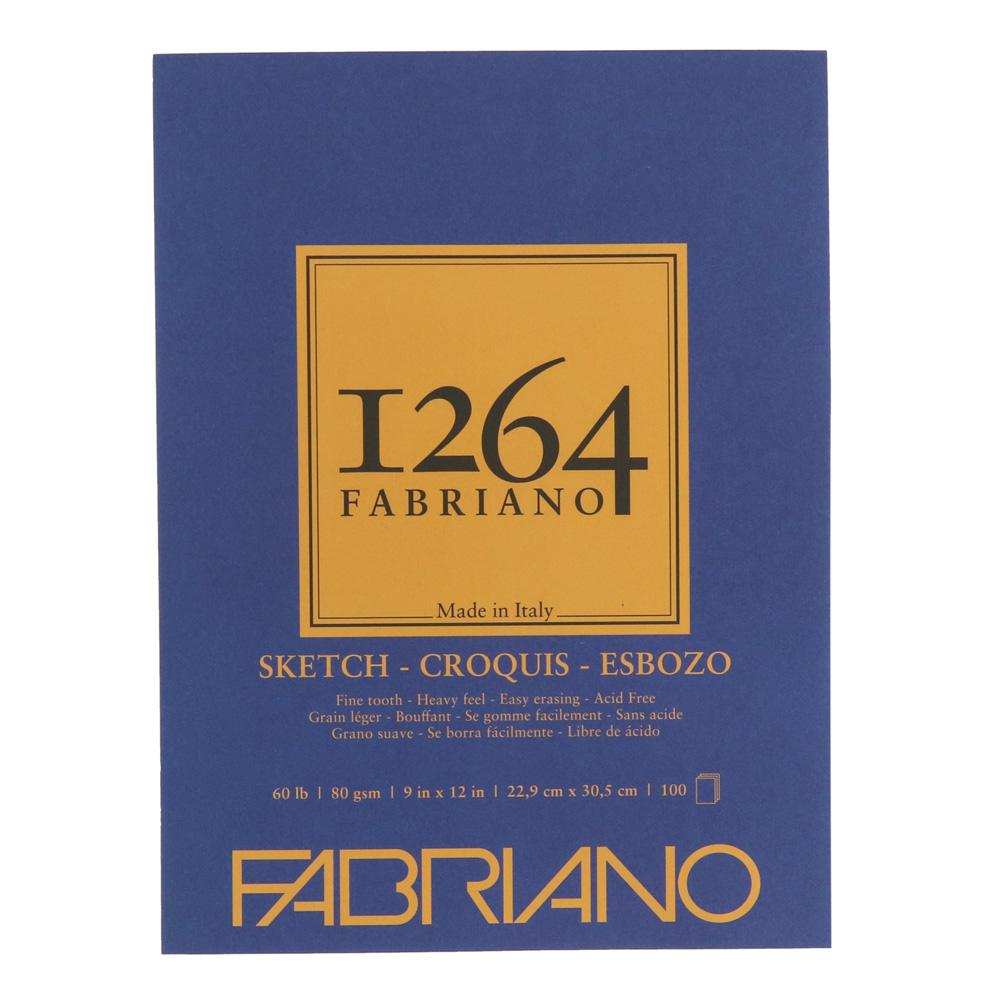 1264
FABRIANO
Made in Italy
SKETCH - CROQUIS - ESBOZO
Fine tooth - Heavy feel - Easy erasing - Acid Free
Grain léger - Bouffant - Se gomme facilement - Sans acide
Grano suave - Se borra fácilmente - Libre de ácido
60 lb | 80 gsm | 9 in x 12 in | 22,9 cm x 30,5 cm | 100
FABRIANO